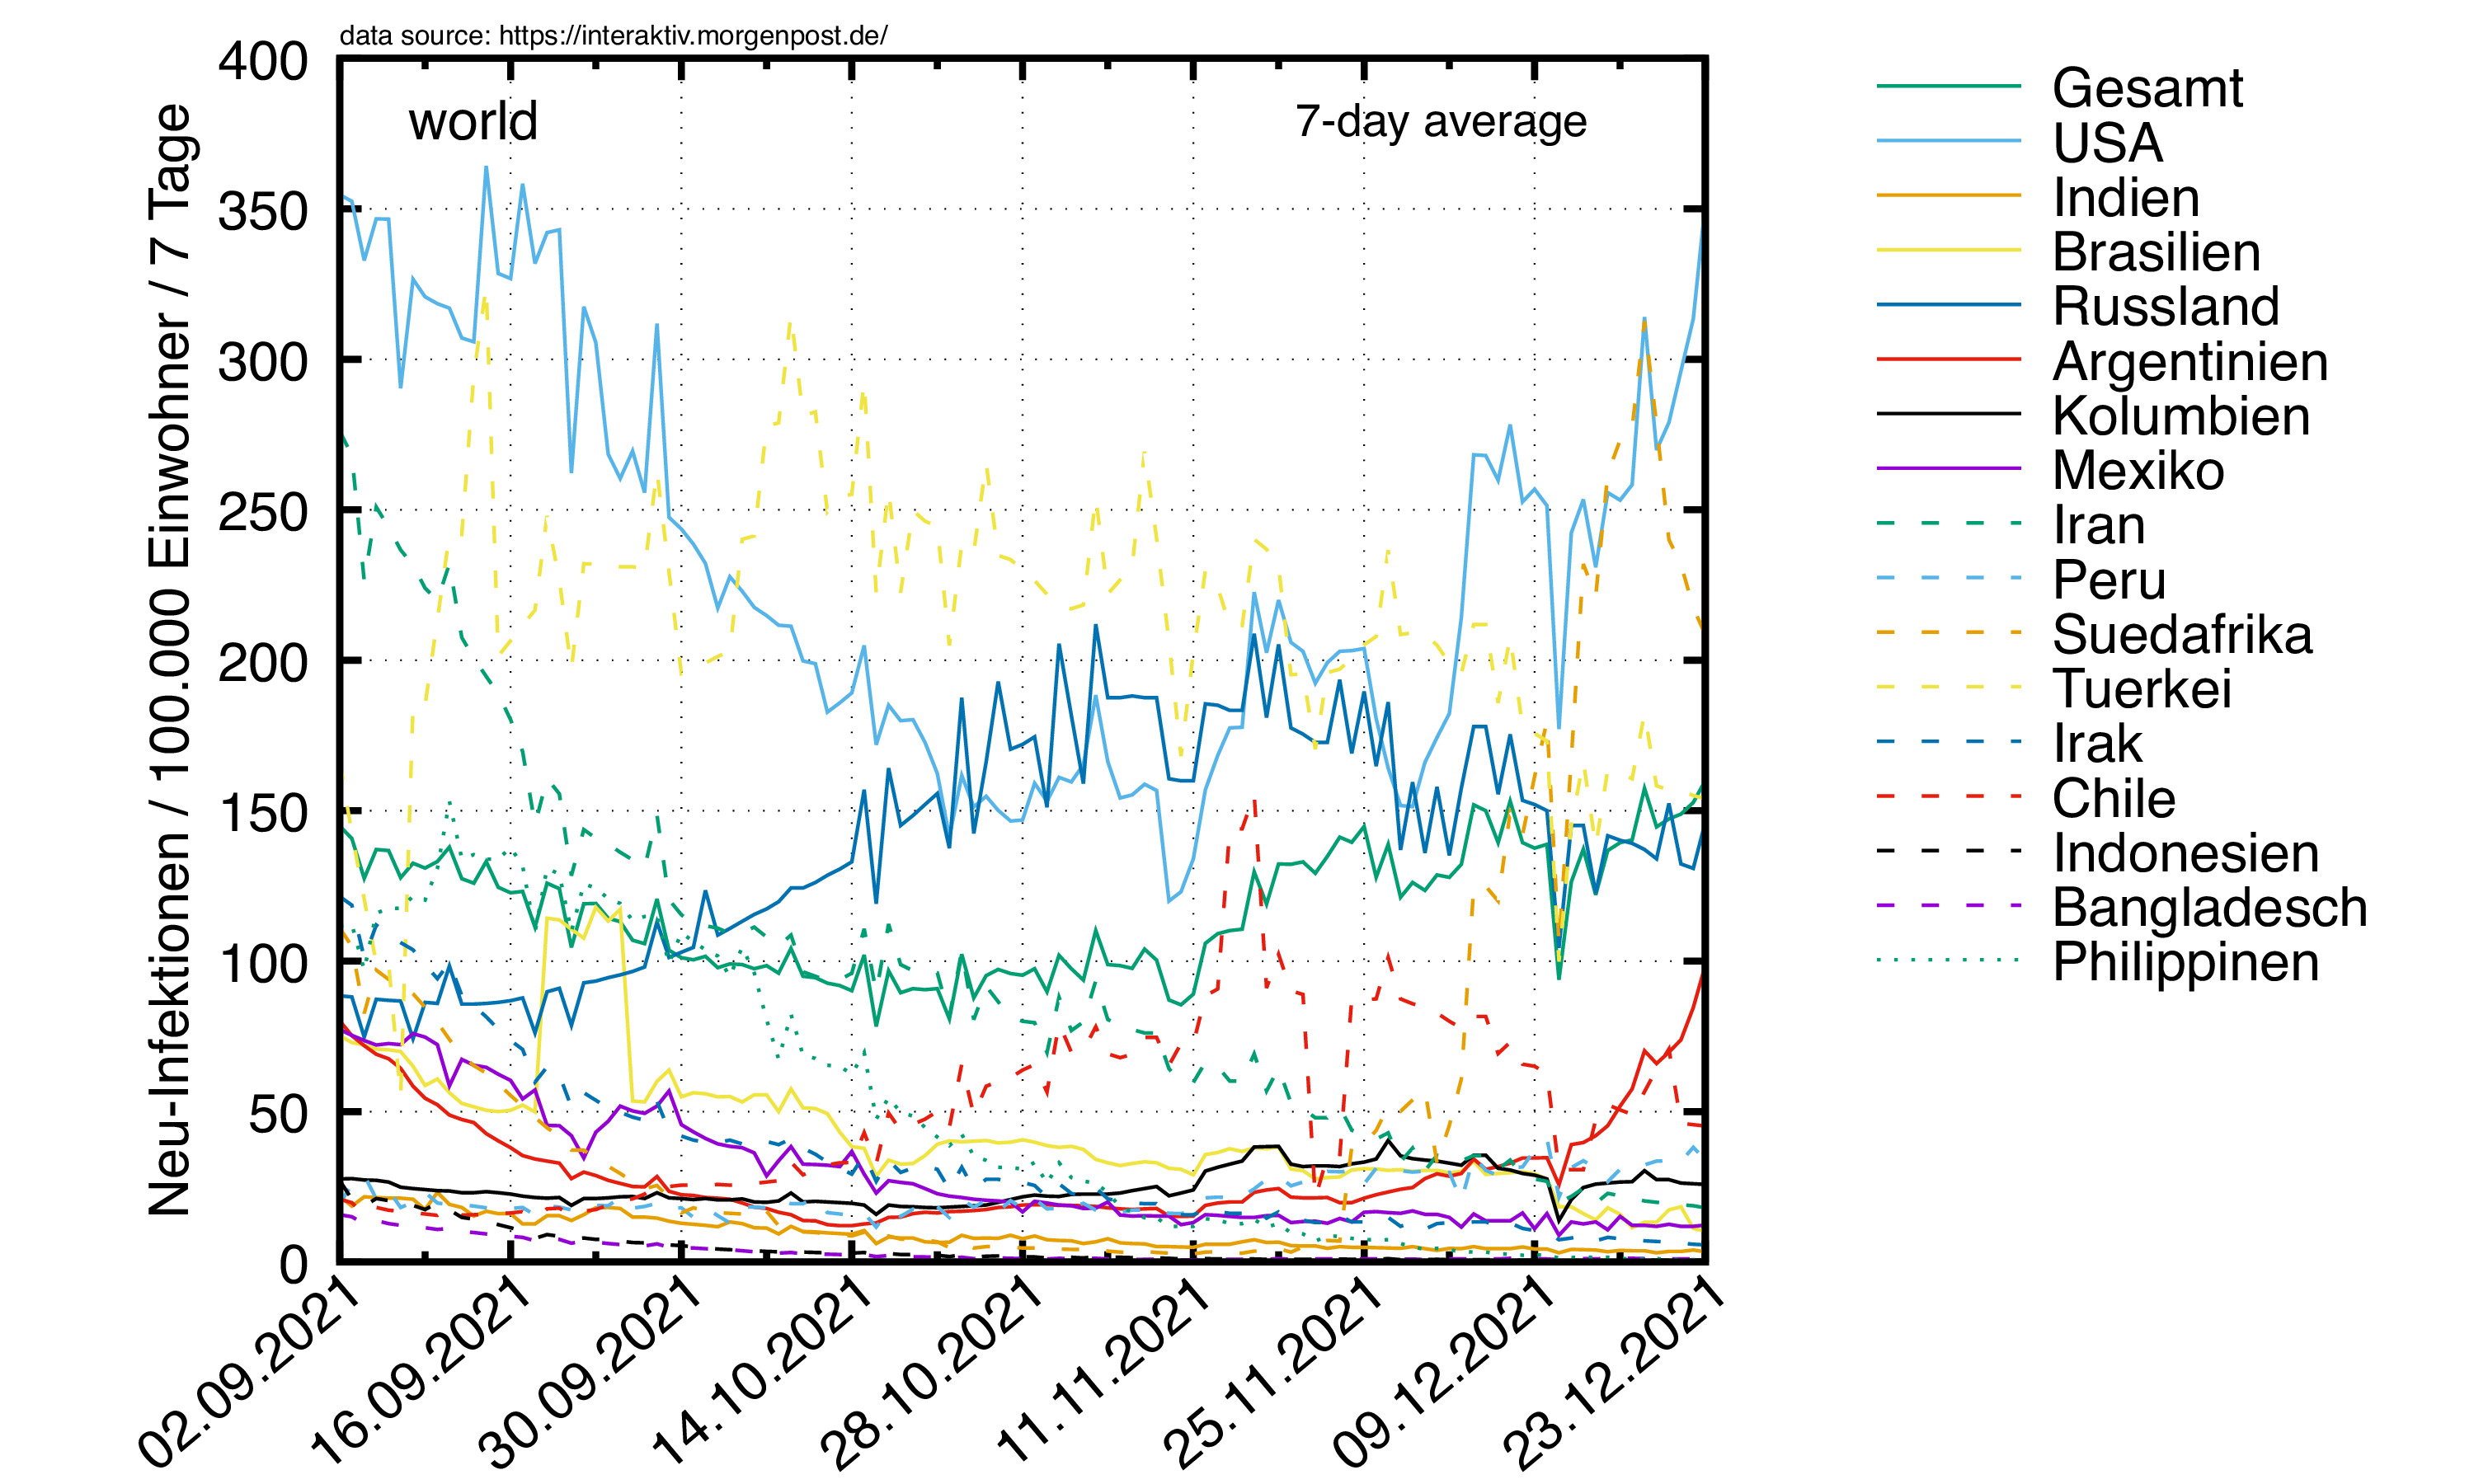 data source: https://interaktiv.morgenpost.de/
400
350
300
250
200
150
100
50
0
Neu-Infektionen / 100.000 Einwohner / 7 Tage
world
7-day average
02.09.2021
16.09.2021
30.09.2021
14.10.2021
28.10.2021
11.11.2021
25.11.2021
09.12.2021
23.12.2021
Gesamt
USA
Indien
Brasilien
Russland
Argentinien
Kolumbien
Mexiko
Iran
Peru
Suedafrika
Tuerkei
Irak
Chile
Indonesien
Bangladesch
Philippinen